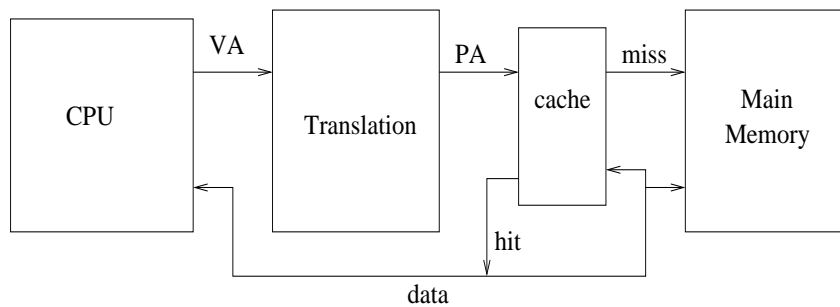 VA
PA
miss
CPU
Translation
cache
Main
Memory
hit
data